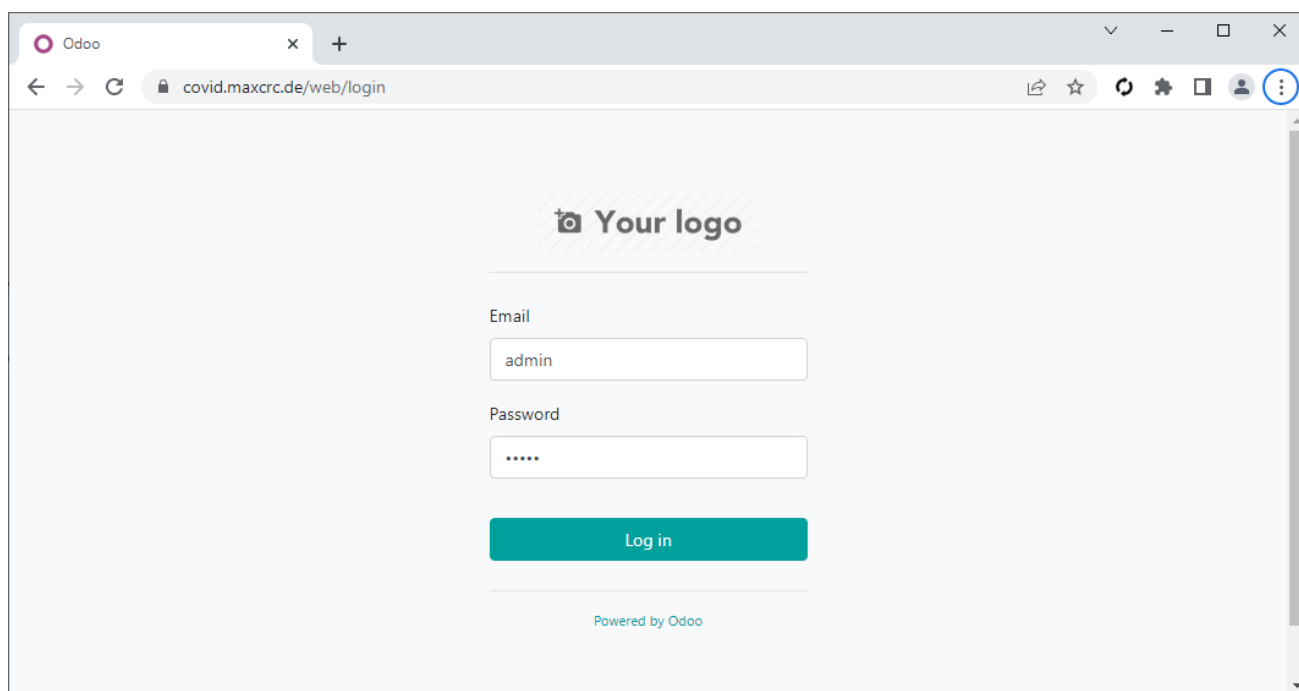 Odoo
covid.maxcrc.de/web/login
Your logo
Email
admin
Password
•••••
Log in
Powered by Odoo